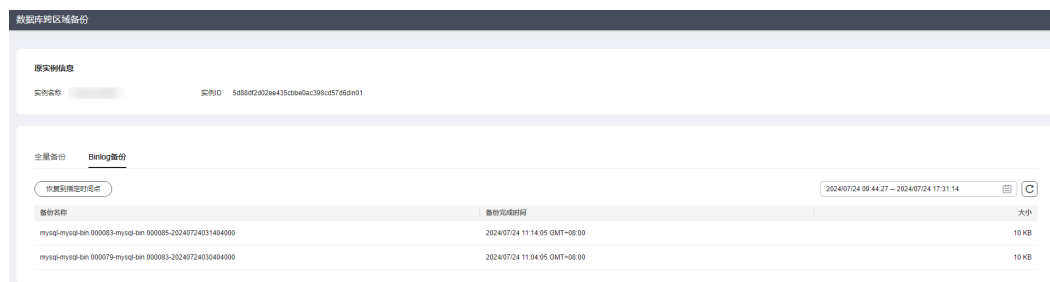 数据库跨区域备份
原实例信息
实例名称 实例ID 5d88df2d02ee435cbbe0ac398cd57d6din01
全量备份 Binlog备份
恢复到指定时间点 2024/07/24 09:44:27 — 2024/07/24 17:31:14
备份名称 备份完成时间 大小
mysql-mysql-bin.000083-mysql-bin.000085-20240724031404000 2024/07/24 11:14:05 GMT+08:00 10 KB
mysql-mysql-bin.000079-mysql-bin.000083-20240724030404000 2024/07/24 11:04:05 GMT+08:00 10 KB